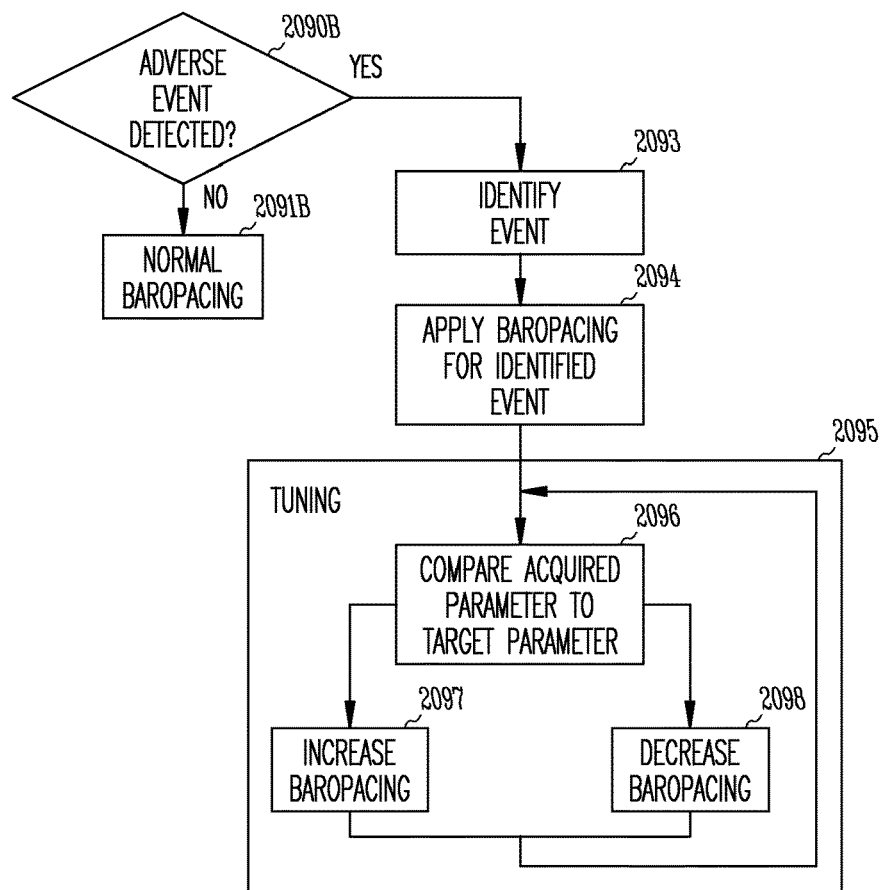 2090B
ADVERSE
EVENT
DETECTED?
YES
NO
2091B
NORMAL
BAROPACING
2093
IDENTIFY
EVENT
2094
APPLY BAROPACING
FOR IDENTIFIED
EVENT
2095
TUNING
2096
COMPARE ACQUIRED
PARAMETER TO
TARGET PARAMETER
2097
INCREASE
BAROPACING
2098
DECREASE
BAROPACING